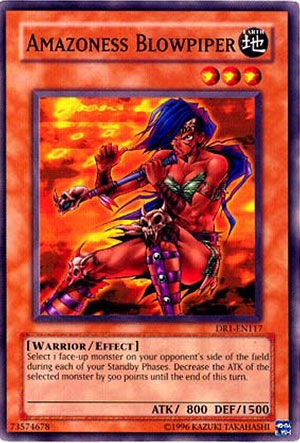 AMAZONESS BLOWPIPER
EARTH
地
DR1-EN117
[WARRIOR/EFFECT]
Select 1 face-up monster on your opponent's side of the field
during each of your Standby Phases. Decrease the ATK of the
selected monster by 500 points until the end of this turn.
ATK/ 800 DEF/1500
73574678
©1996 KAZUKI TAKAHASHI